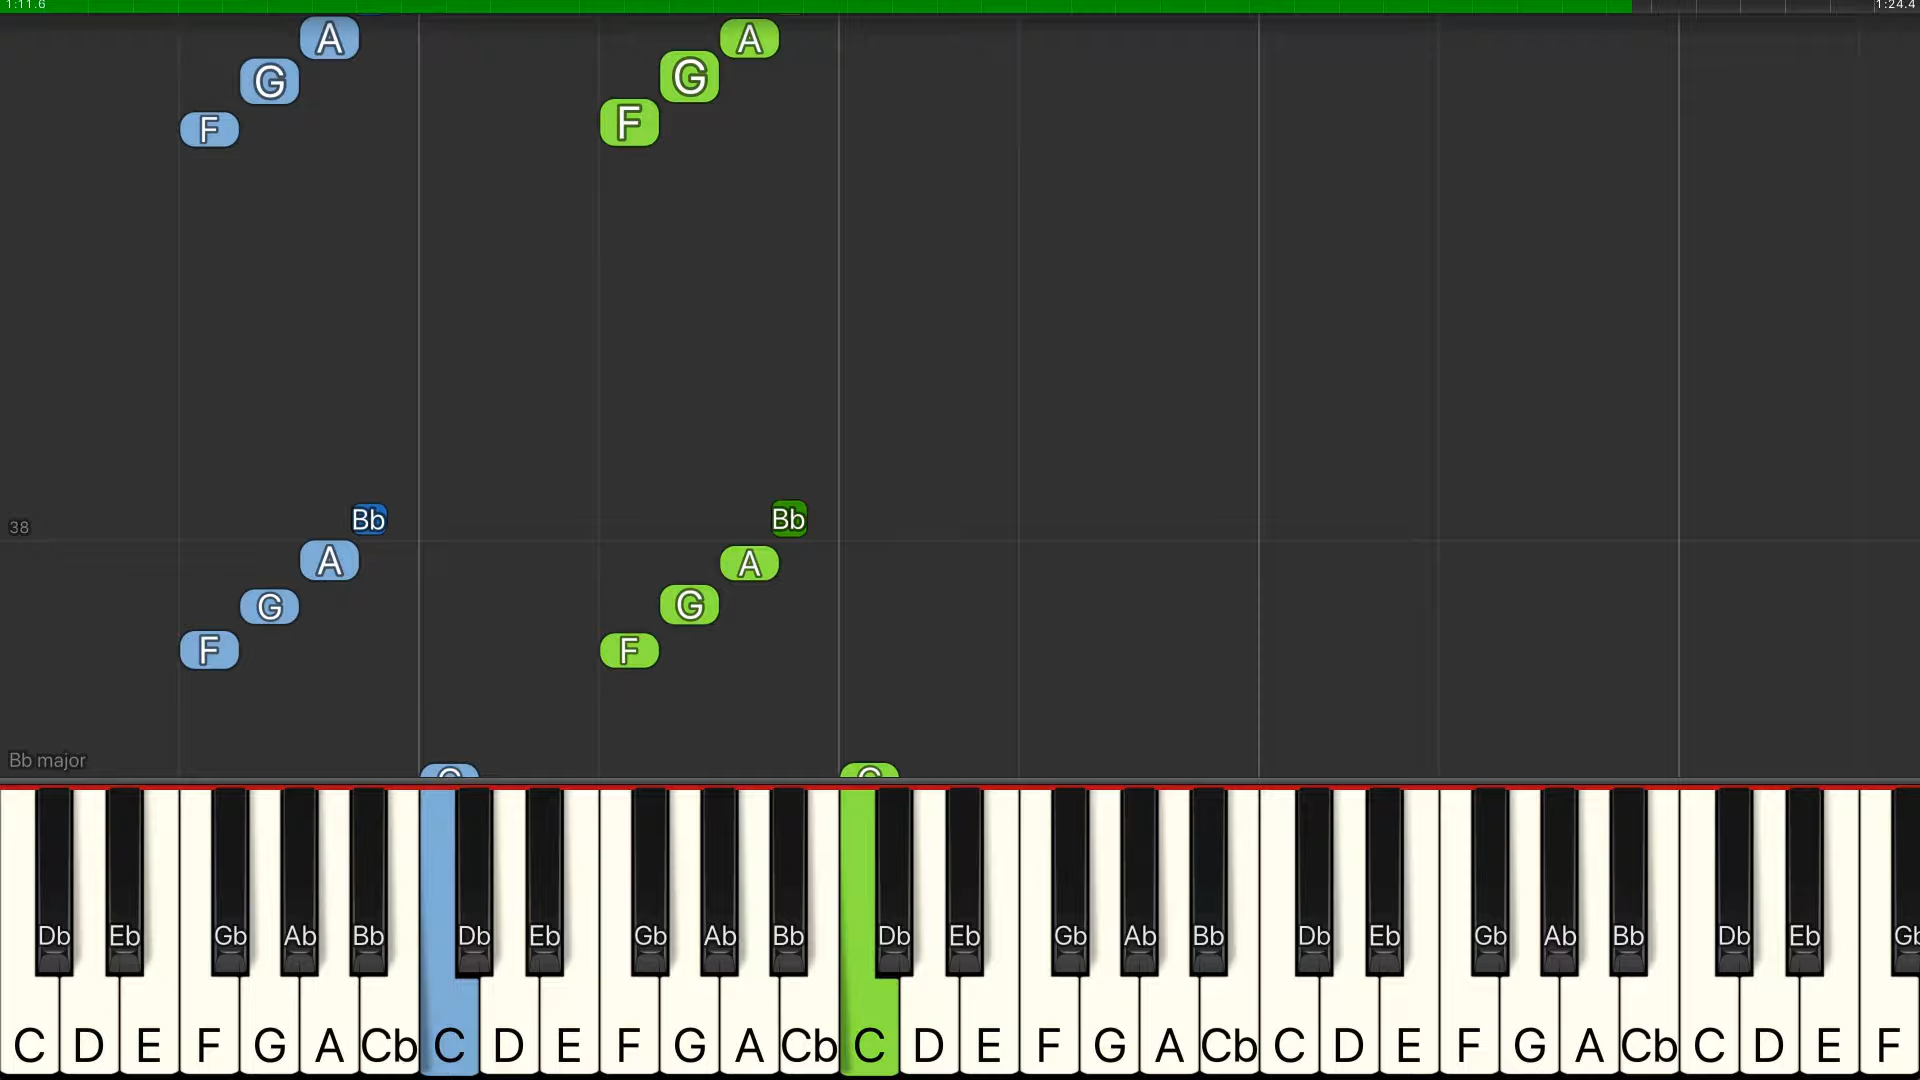 1:11.6 1:24.4
A A
G G
F F
Bb Bb
38
A A
G G
F F
Bb major
C C
Db Eb Gb Ab Bb Db Eb Gb Ab Bb Db Eb Gb Ab Bb Db Eb Gb Ab Bb Db Eb Gb
C D E F G A Cb C D E F G A Cb C D E F G A Cb C D E F G A Cb C D E F